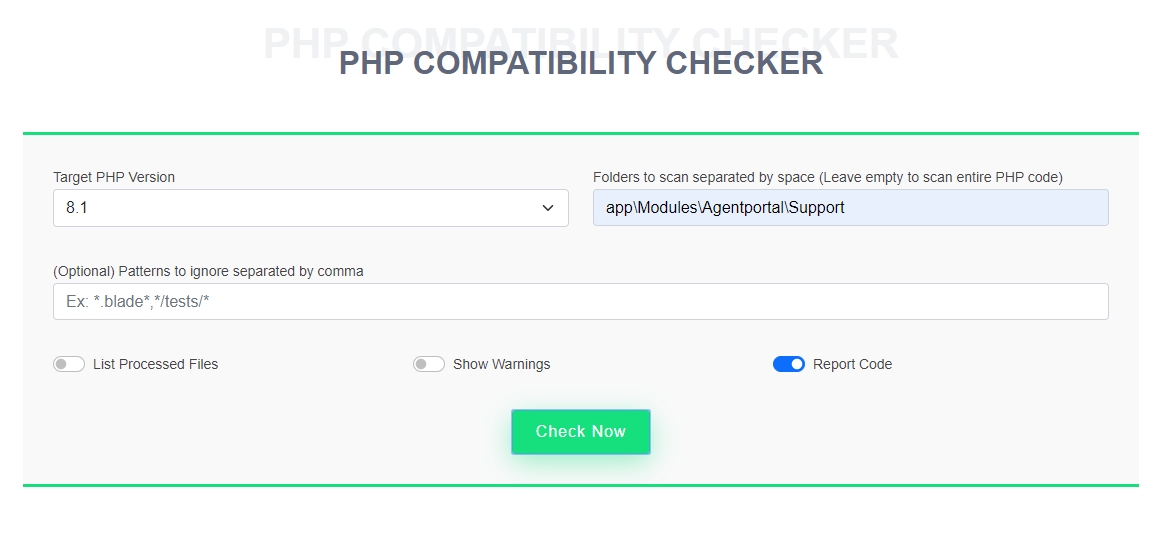 PHP COMPATIBILITY CHECKER
PHP COMPATIBILITY CHECKER
Target PHP Version
Folders to scan separated by space (Leave empty to scan entire PHP code)
8.1
app\Modules\Agentportal\Support
(Optional) Patterns to ignore separated by comma
Ex: *.blade*,*/tests/*
List Processed Files
Show Warnings
Report Code
Check Now